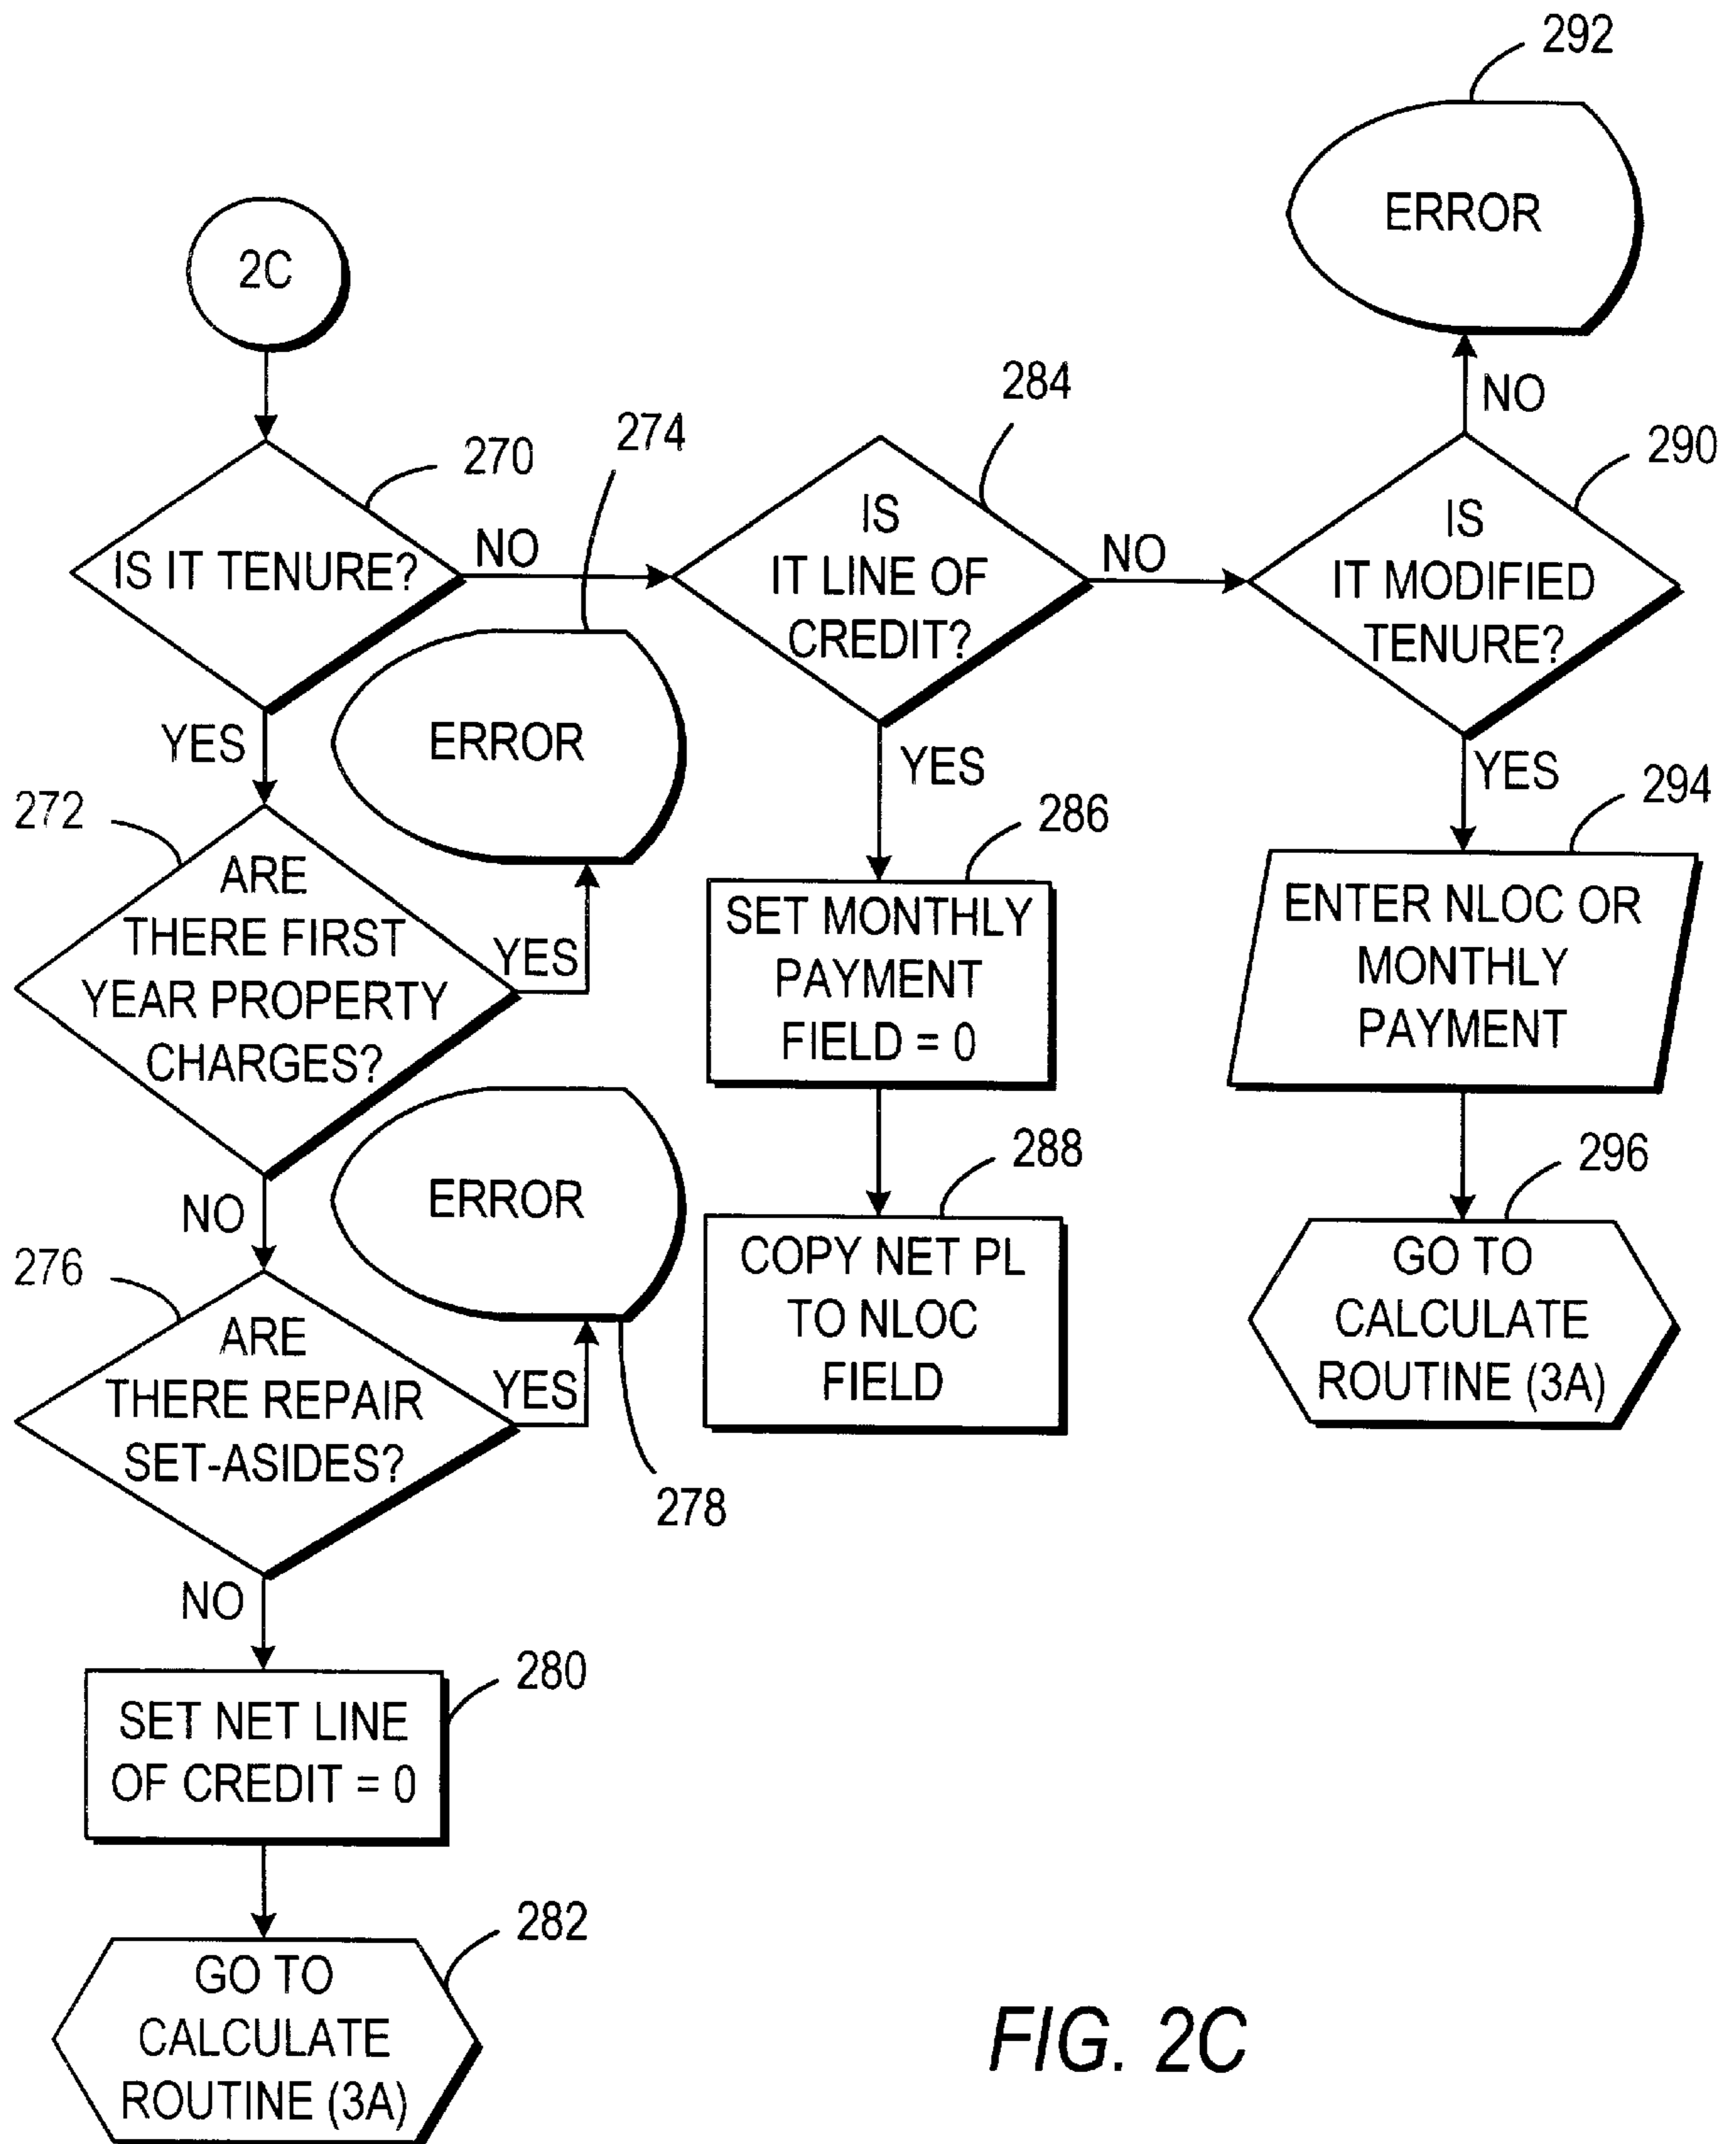 292
ERROR
2C
NO
284
274
270
290
IS IT TENURE?
NO
IS
IT LINE OF
CREDIT?
NO
IS
IT MODIFIED
TENURE?
YES
ERROR
YES
YES
272
286
294
ARE
THERE FIRST
YEAR PROPERTY
CHARGES?
YES
SET MONTHLY
PAYMENT
FIELD = 0
ENTER NLOC OR
MONTHLY
PAYMENT
NO
ERROR
288
296
276
ARE
THERE REPAIR
SET-ASIDES?
YES
COPY NET PL
TO NLOC
FIELD
GO TO
CALCULATE
ROUTINE (3A)
278
NO
280
SET NET LINE
OF CREDIT = 0
282
GO TO
CALCULATE
ROUTINE (3A)
FIG. 2C